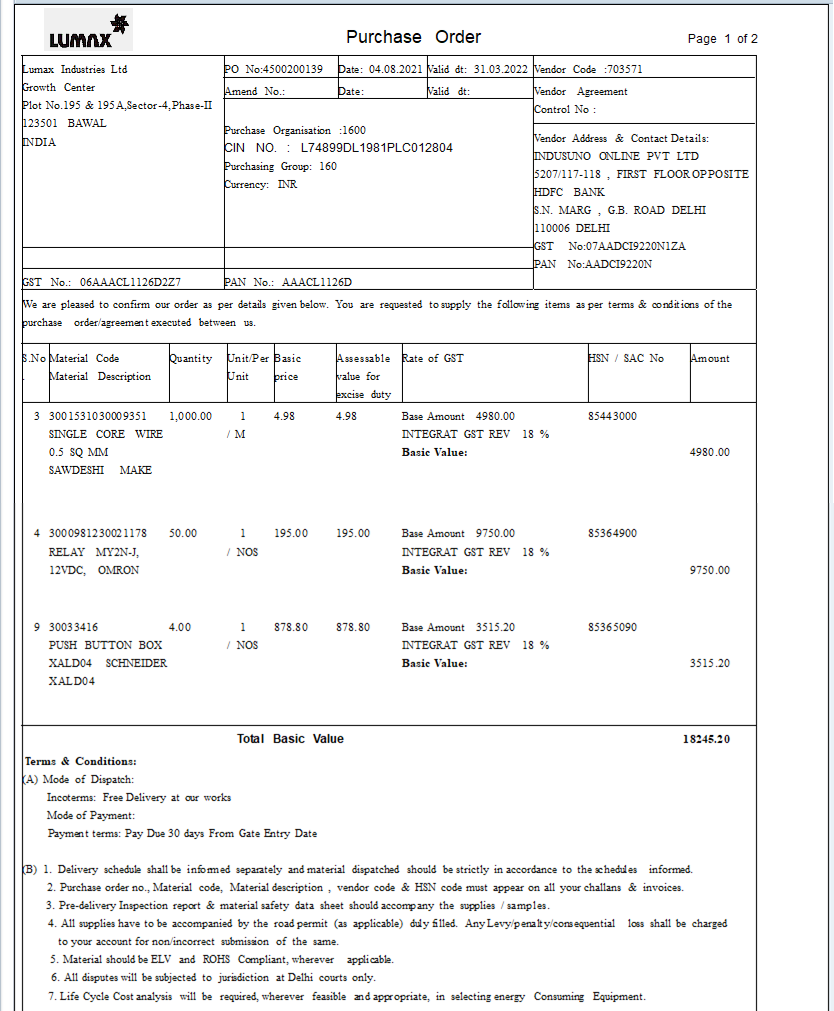 LUMAX
Purchase Order
Page 1 of 2
Lumax Industries Ltd
Growth Center
Plot No.195 & 195A,Sector-4,Phase-II
123501 BAWAL
INDIA
PO No:4500200139 Date: 04.08.2021 Valid dt: 31.03.2022
Amend No.: Date: Valid dt:
Purchase Organisation :1600
CIN NO. : L74899DL1981PLC012804
Purchasing Group: 160
Currency: INR
Vendor Code :703571
Vendor Agreement
Control No :
Vendor Address & Contact Details:
INDUSUNO ONLINE PVT LTD
5207/117-118 , FIRST FLOOR OPPOSITE
HDFC BANK
S.N. MARG , G.B. ROAD DELHI
110006 DELHI
GST No:07AADCI9220N1ZA
PAN No:AADCI9220N
GST No.: 06AAACL1126D2Z7 PAN No.: AAACL1126D
We are pleased to confirm our order as per details given below. You are requested to supply the following items as per terms & conditions of the
purchase order/agreement executed between us.
S.No Material Code Quantity Unit/Per Basic Assessable Rate of GST HSN / SAC No Amount
. Material Description Unit price value for
excise duty
3 3001531030009351 1,000.00 1 4.98 4.98 Base Amount 4980.00 85443000
SINGLE CORE WIRE / M INTEGRAT GST REV 18 %
0.5 SQ MM Basic Value: 4980.00
SAWDESHI MAKE
4 3000981230021178 50.00 1 195.00 195.00 Base Amount 9750.00 85364900
RELAY MY2N-J, / NOS INTEGRAT GST REV 18 %
12VDC, OMRON Basic Value: 9750.00
9 30033416 4.00 1 878.80 878.80 Base Amount 3515.20 85365090
PUSH BUTTON BOX / NOS INTEGRAT GST REV 18 %
XALD04 SCHNEIDER Basic Value: 3515.20
XALD04
Total Basic Value 18245.20
Terms & Conditions:
(A) Mode of Dispatch:
Incoterms: Free Delivery at our works
Mode of Payment:
Payment terms: Pay Due 30 days From Gate Entry Date
(B) 1. Delivery schedule shall be informed separately and material dispatched should be strictly in accordance to the schedules informed.
2. Purchase order no., Material code, Material description , vendor code & HSN code must appear on all your challans & invoices.
3. Pre-delivery Inspection report & material safety data sheet should accompany the supplies / samples.
4. All supplies have to be accompanied by the road permit (as applicable) duly filled. Any Levy/penalty/consequential loss shall be charged
to your account for non/incorrect submission of the same.
5. Material should be ELV and ROHS Compliant, wherever applicable.
6. All disputes will be subjected to jurisdiction at Delhi courts only.
7. Life Cycle Cost analysis will be required, wherever feasible and appropriate, in selecting energy Consuming Equipment.